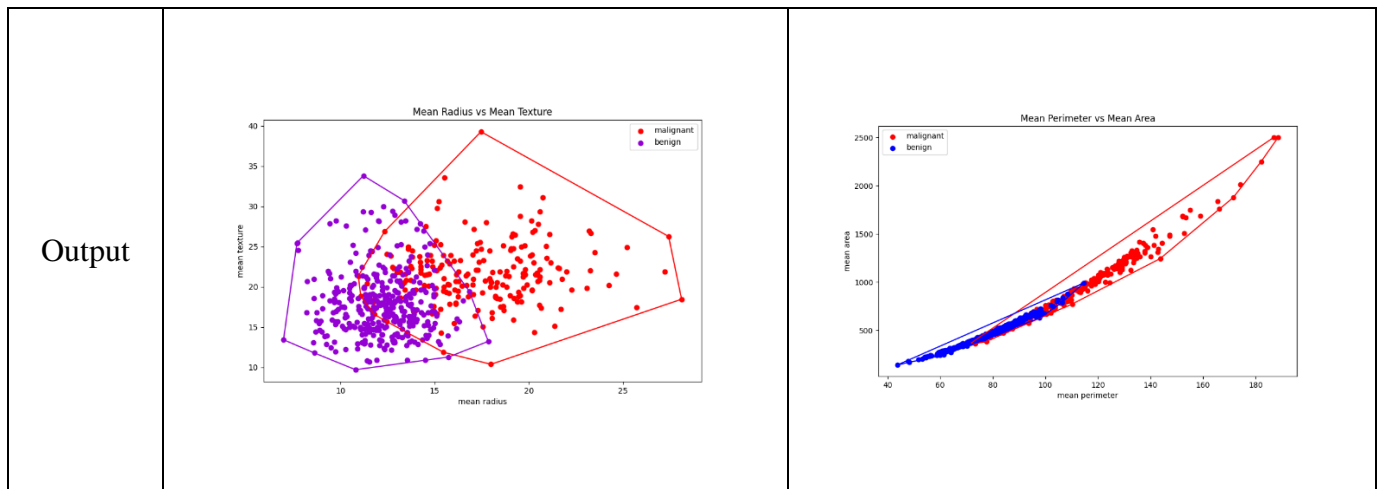 Output
Mean Radius vs Mean Texture
malignant
benign
40
35
30
25
20
15
10
mean texture
10 15 20 25
mean radius
Mean Perimeter vs Mean Area
malignant
benign
2500
2000
1500
1000
500
mean area
40 60 80 100 120 140 160 180
mean perimeter